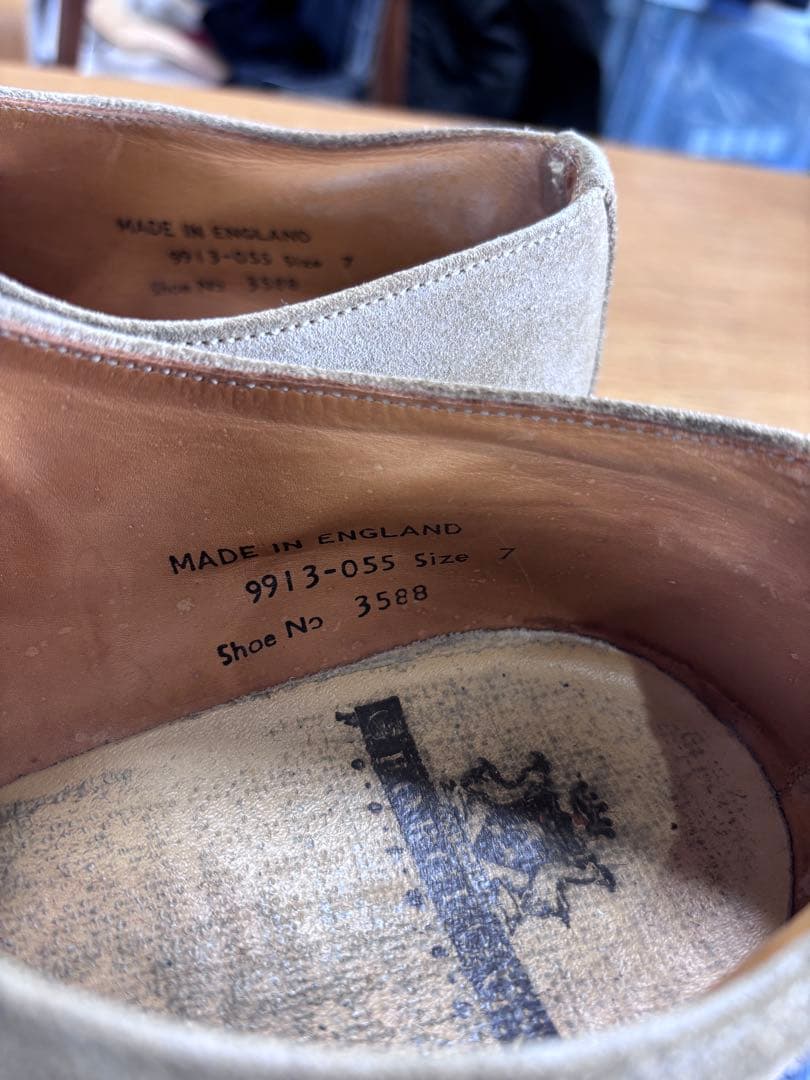 MADE IN ENGLAND
9913-055 Size 7
Shoe No 3588
MADE IN ENGLAND
9913-055 Size 7
Shoe No 3588